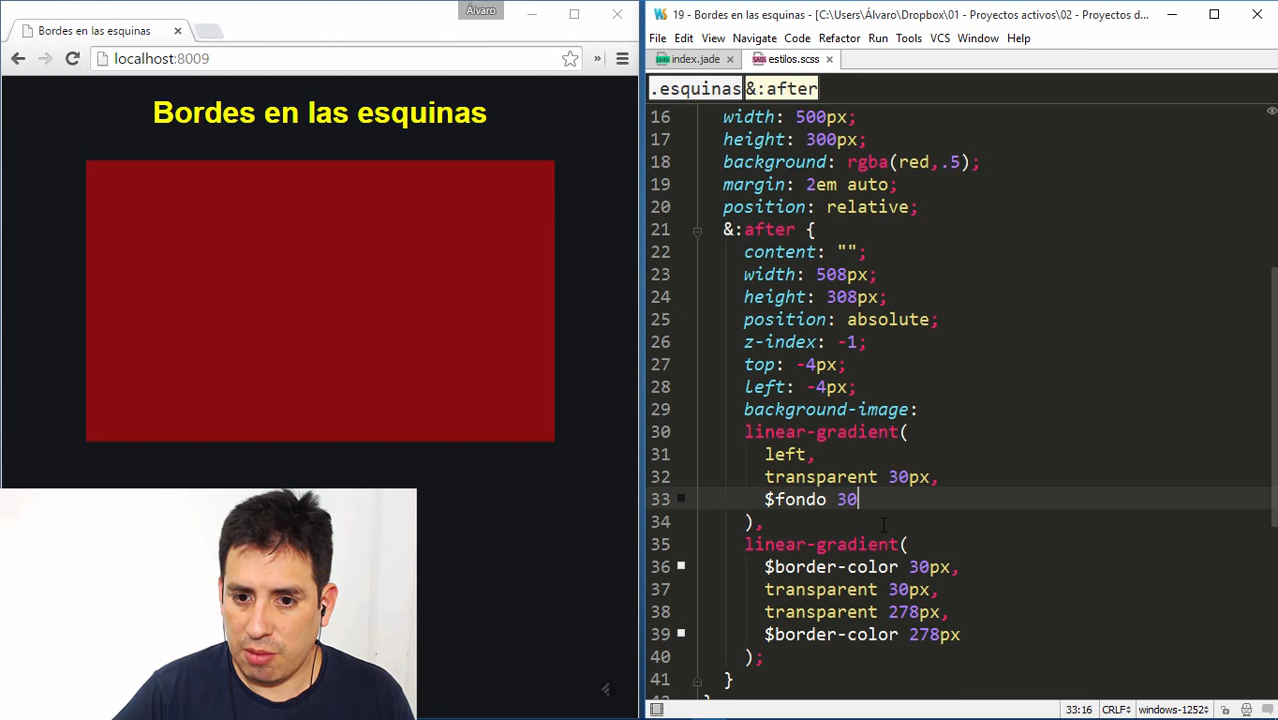 Álvaro
Bordes en las esquinas
localhost:8009
Bordes en las esquinas
19 - Bordes en las esquinas - [C:\Users\Álvaro\Dropbox\01 - Proyectos activos\02 - Proyectos d...
File Edit View Navigate Code Refactor Run Tools VCS Window Help
index.jade estilos.scss
.esquinas &:after
16 width: 500px;
17 height: 300px;
18 background: rgba(red,.5);
19 margin: 2em auto;
20 position: relative;
21 &:after {
22 content: "";
23 width: 508px;
24 height: 308px;
25 position: absolute;
26 z-index: -1;
27 top: -4px;
28 left: -4px;
29 background-image:
30 linear-gradient(
31 left,
32 transparent 30px,
33 $fondo 30
34 ),
35 linear-gradient(
36 $border-color 30px,
37 transparent 30px,
38 transparent 278px,
39 $border-color 278px
40 );
41 }
33:16 CRLF÷ windows-1252÷